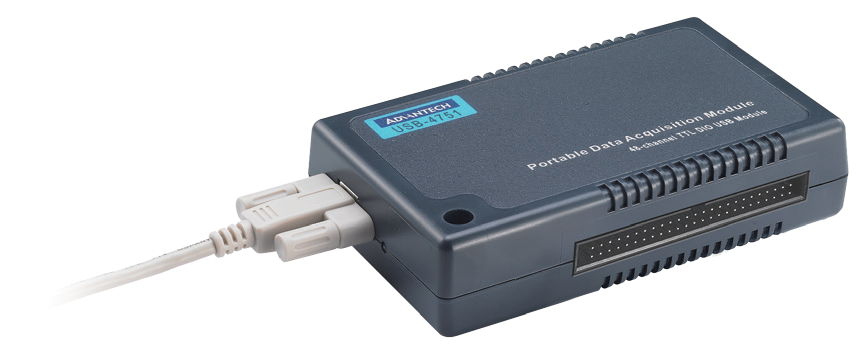 ADVANTECH
USB-4751
Portable Data Acquisition Module
48-channel TTL DIO USB Module